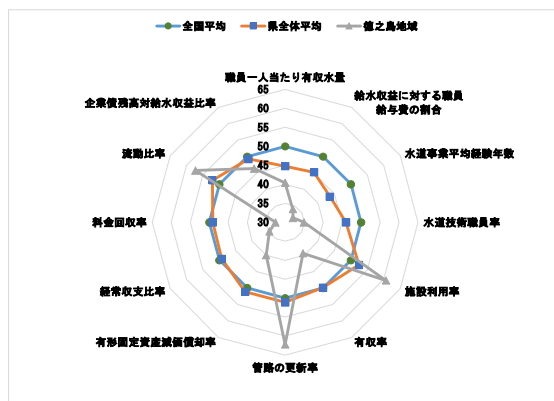 全国平均 県全体平均 徳之島地域
職員一人当たり有収水量
給水収益に対する職員
給与費の割合
水道事業平均経験年数
水道技術職員率
施設利用率
有収率
管路の更新率
有形固定資産減価償却率
経常収支比率
料金回収率
流動比率
企業債残高対給水収益比率
65
60
55
50
45
40
35
30